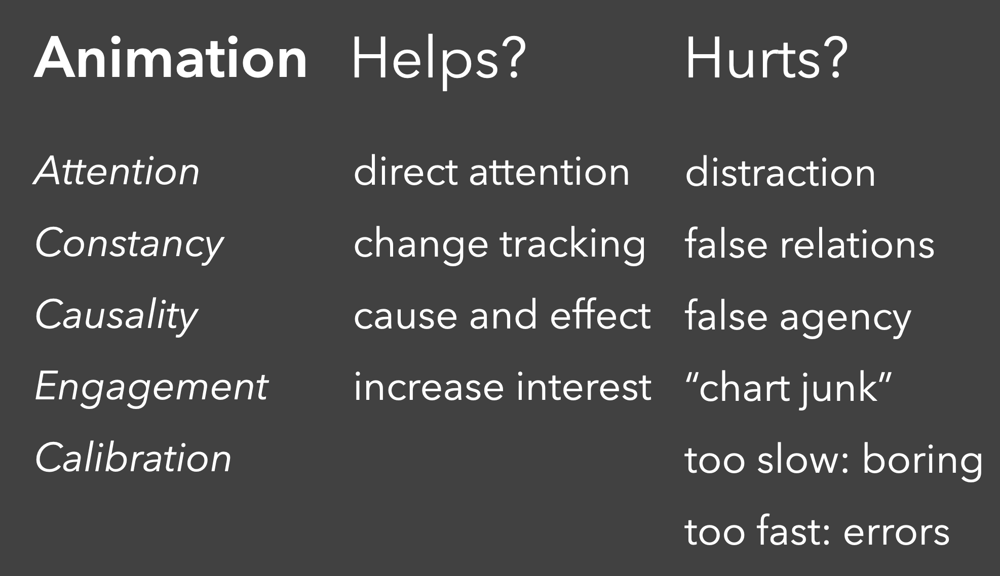 Animation Helps? Hurts?
Attention direct attention distraction
Constancy change tracking false relations
Causality cause and effect false agency
Engagement increase interest “chart junk”
Calibration too slow: boring
too fast: errors